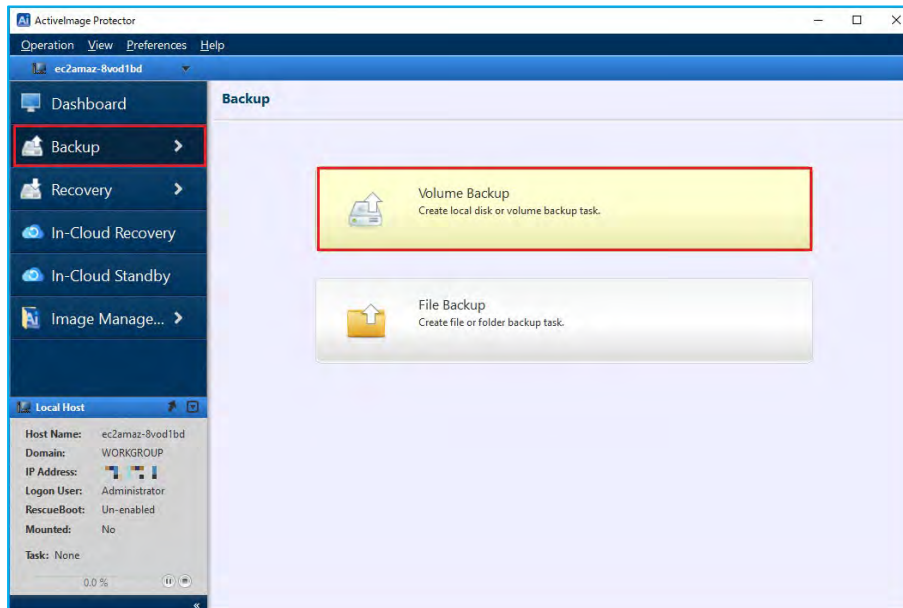 ActiveImage Protector
Operation View Preferences Help
ec2amaz-8vod1bd
Dashboard
Backup
Recovery
In-Cloud Recovery
In-Cloud Standby
Image Manage...
Local Host
Host Name: ec2amaz-8vod1bd
Domain: WORKGROUP
IP Address:
Logon User: Administrator
RescueBoot: Un-enabled
Mounted: No
Task: None
0.0 %
Backup
Volume Backup
Create local disk or volume backup task.
File Backup
Create file or folder backup task.